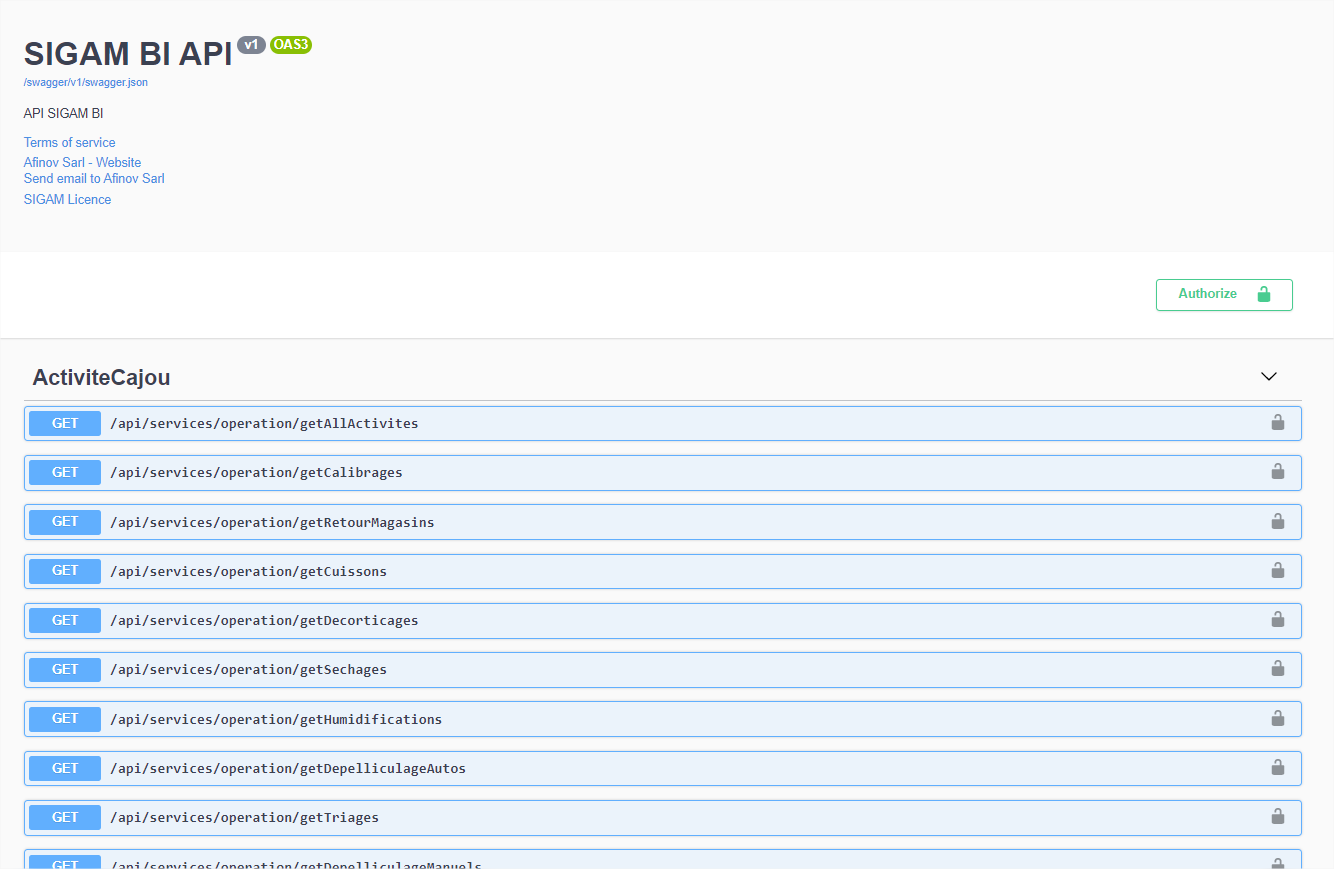 SIGAM BI API v1 OAS3
/swagger/v1/swagger.json
API SIGAM BI
Terms of service
Afinov Sarl - Website
Send email to Afinov Sarl
SIGAM Licence
Authorize
ActiviteCajou
GET /api/services/operation/getAllActivites
GET /api/services/operation/getCalibrages
GET /api/services/operation/getRetourMagasins
GET /api/services/operation/getCuissons
GET /api/services/operation/getDecorticages
GET /api/services/operation/getSechages
GET /api/services/operation/getHumidifications
GET /api/services/operation/getDepelliculageAutos
GET /api/services/operation/getTriages
GET /api/services/operation/getDepelliculageManuels